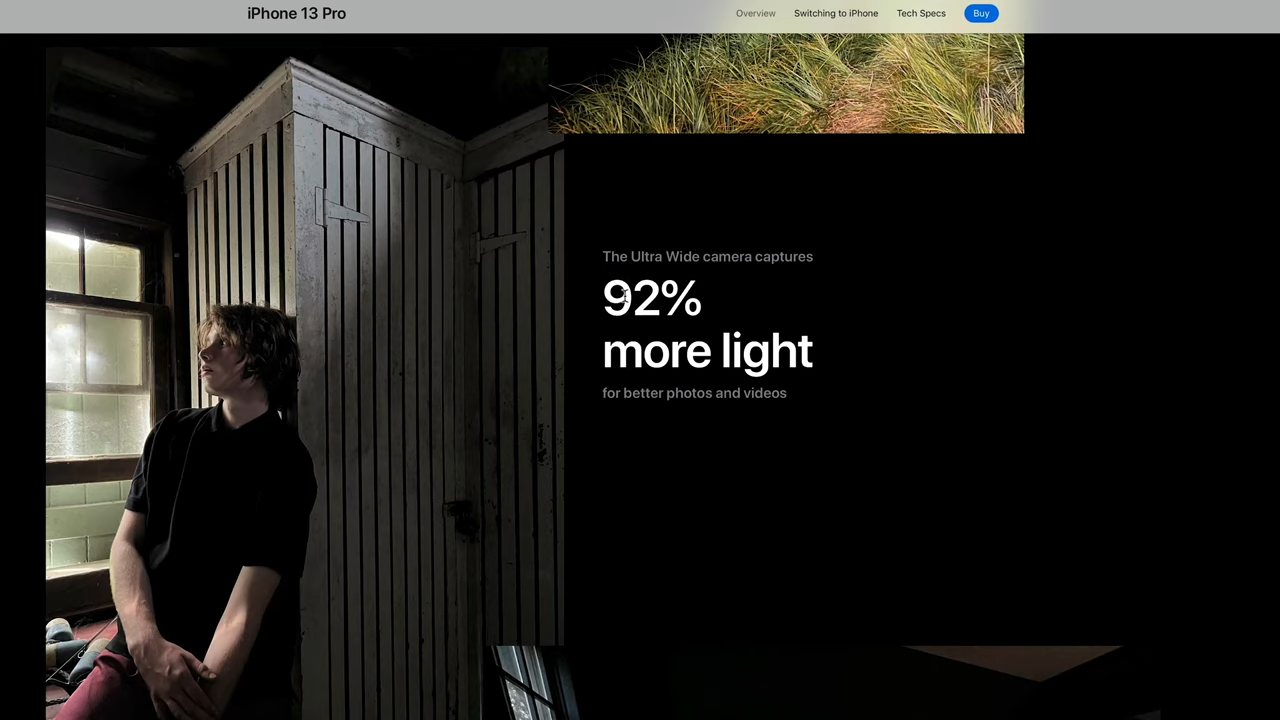 iPhone 13 Pro
Overview
Switching to iPhone
Tech Specs
Buy
The Ultra Wide camera captures
92%
more light
for better photos and videos